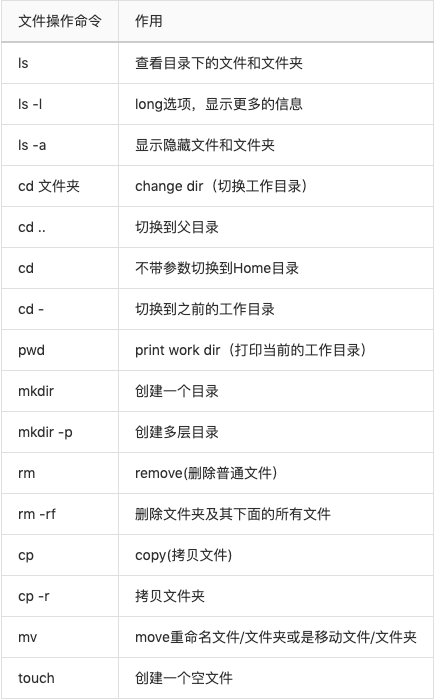 文件操作命令 作用
ls 查看目录下的文件和文件夹
ls -l long选项，显示更多的信息
ls -a 显示隐藏文件和文件夹
cd 文件夹 change dir（切换工作目录）
cd .. 切换到父目录
cd 不带参数切换到Home目录
cd - 切换到之前的工作目录
pwd print work dir（打印当前的工作目录）
mkdir 创建一个目录
mkdir -p 创建多层目录
rm remove(删除普通文件)
rm -rf 删除文件夹及其下面的所有文件
cp copy(拷贝文件)
cp -r 拷贝文件夹
mv move重命名文件/文件夹或是移动文件/文件夹
touch 创建一个空文件